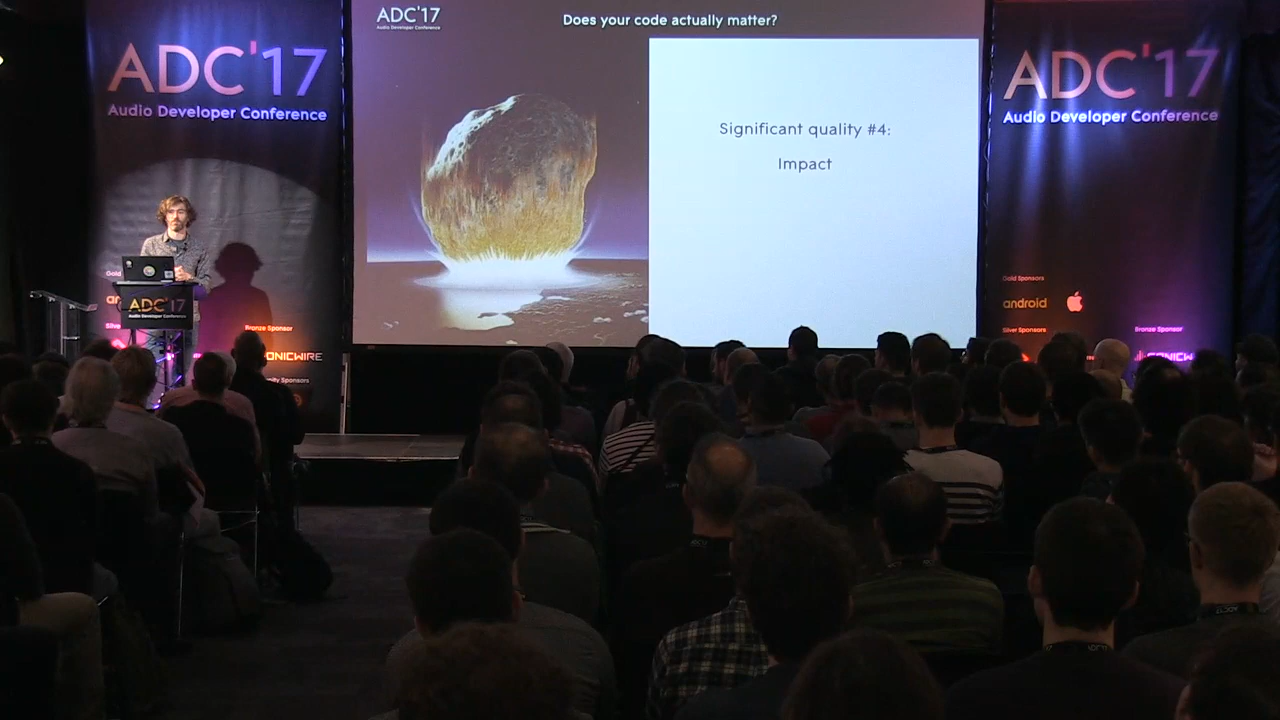 ADC'17
Audio Developer Conference
Gold
Bronze Sponsor
ADC'17
Audio Developer Conference
ADC'17
Audio Developer Conference
Does your code actually matter?
Significant quality #4:
Impact
ADC'17
Audio Developer Conference
Gold Sponsors
android
Silver Sponsors
Bronze Sponsor